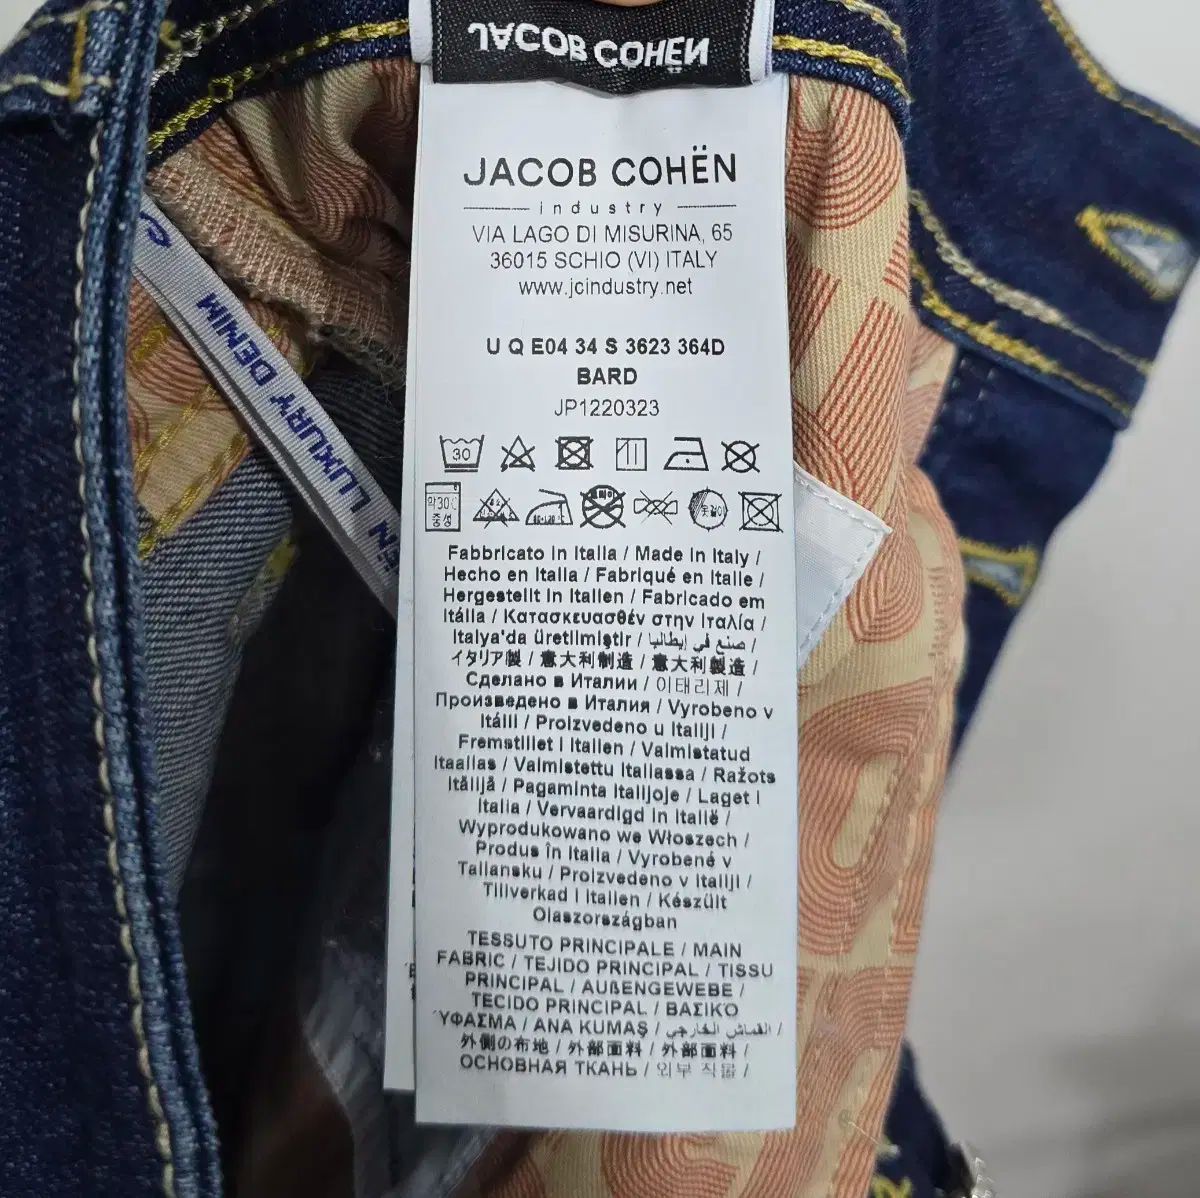 JACOB COHËN
JACOB COHËN
industry
VIA LAGO DI MISURINA, 65
36015 SCHIO (VI) ITALY
www.jcindustry.net
LUXURY DENIM
U Q E04 34 S 3623 364D
BARD
JP1220323
30
약30℃
중성
Fabbricato in Italia / Made in Italy /
Hecho en Italia / Fabriqué en Italie /
Hergestellt in Italien / Fabricado em
Itália / Κατασκευασθέν στην Ιταλία /
Italya'da üretilmiştir / صنع في إيطاليا /
イタリア製 / 意大利制造 / 意大利製造 /
Сделано в Италии / 이태리제 /
Произведено в Италия / Vyrobeno v
Itálii / Proizvedeno u Italiji /
Fremstillet i Italien / Valmistatud
Itaalias / Valmistettu Italiassa / Ražots
Itālijā / Pagaminta Italijoje / Laget i
Italia / Vervaardigd in Italië /
Wyprodukowano we Włoszech /
Produs în Italia / Vyrobené v
Taliansku / Proizvedeno v Italiji /
Tillverkad i Italien / Készült
Olaszországban
TESSUTO PRINCIPALE / MAIN
FABRIC / TEJIDO PRINCIPAL / TISSU
PRINCIPAL / AUßENGEWEBE /
TECIDO PRINCIPAL / ΒΑΣΙΚΟ
ΎΦΑΣΜΑ / ANA KUMAŞ / القماش الخارجي /
外側の布地 / 外部面料 / 外部面料 /
ОСНОВНАЯ ТКАНЬ / 외부 직물 /